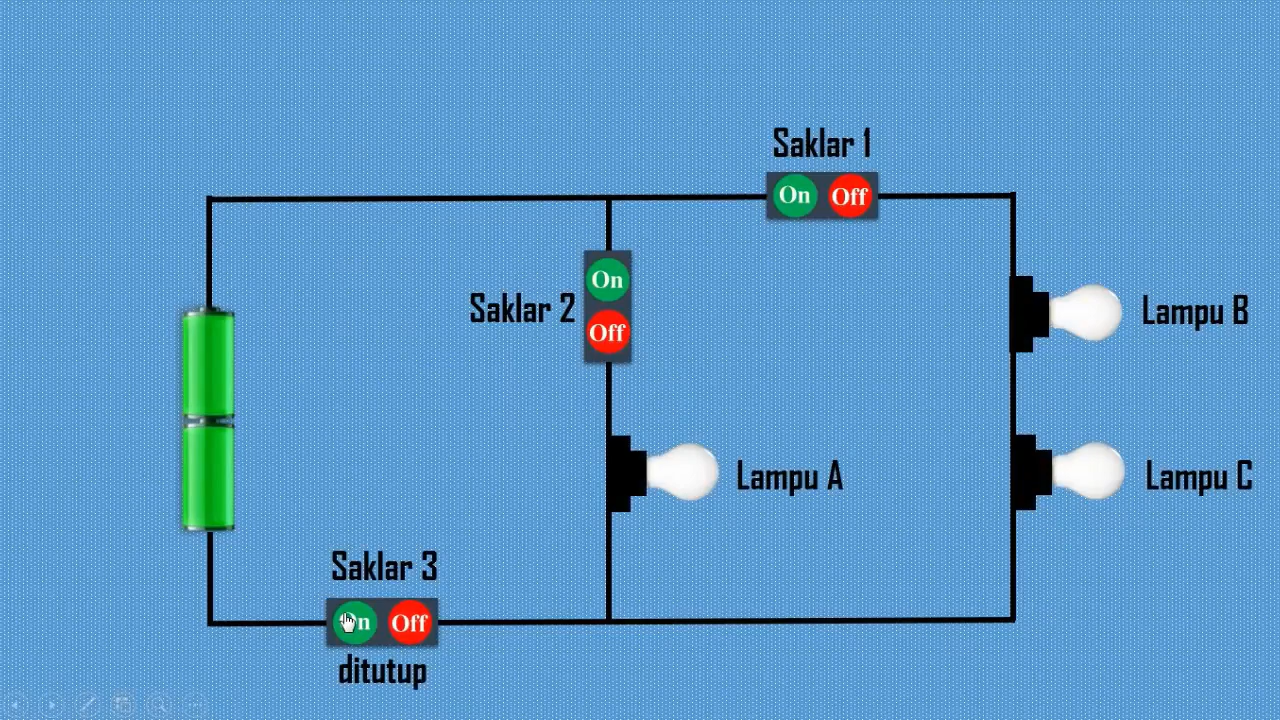 Saklar 1
On Off
Saklar 2
On
Off
Lampu B
Lampu A
Lampu C
Saklar 3
On Off
ditutup